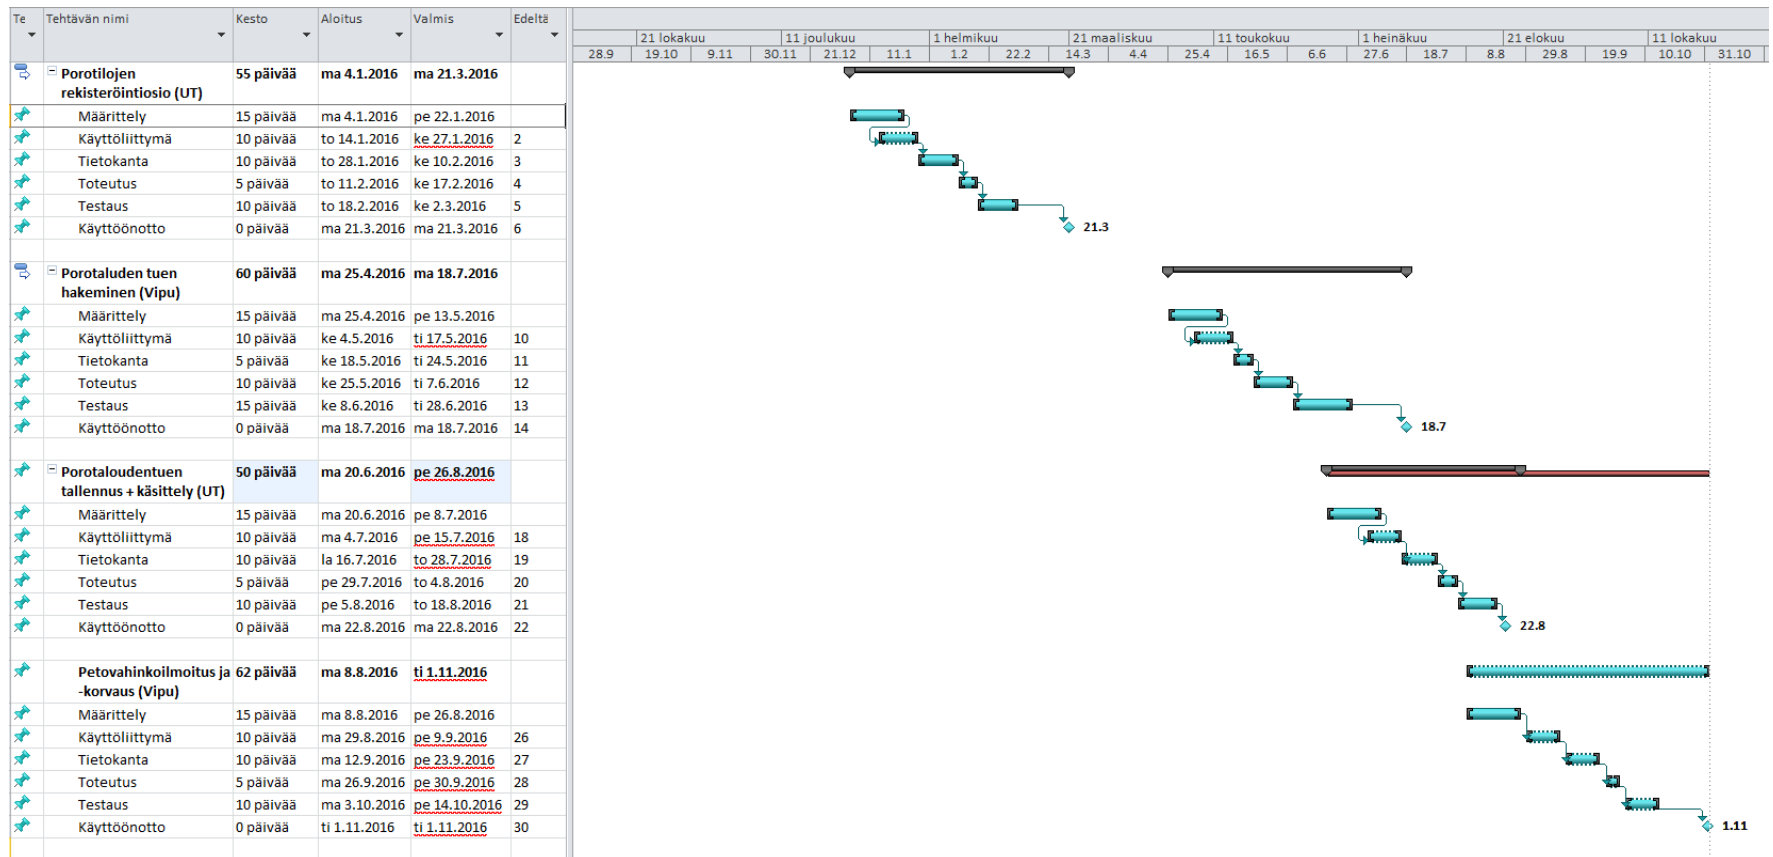 Te Tehtävän nimi Kesto Aloitus Valmis Edeltä
21 lokakuu 11 joulukuu 1 helmikuu 21 maaliskuu 11 toukokuu 1 heinäkuu 21 elokuu 11 lokakuu
28.9 19.10 9.11 30.11 21.12 11.1 1.2 22.2 14.3 4.4 25.4 16.5 6.6 27.6 18.7 8.8 29.8 19.9 10.10 31.10
Porotilojen 55 päivää ma 4.1.2016 ma 21.3.2016
rekisteröintiosio (UT)
Määrittely 15 päivää ma 4.1.2016 pe 22.1.2016
Käyttöliittymä 10 päivää to 14.1.2016 ke 27.1.2016 2
Tietokanta 10 päivää to 28.1.2016 ke 10.2.2016 3
Toteutus 5 päivää to 11.2.2016 ke 17.2.2016 4
Testaus 10 päivää to 18.2.2016 ke 2.3.2016 5
Käyttöönotto 0 päivää ma 21.3.2016 ma 21.3.2016 6 21.3
Porotaluden tuen 60 päivää ma 25.4.2016 ma 18.7.2016
hakeminen (Vipu)
Määrittely 15 päivää ma 25.4.2016 pe 13.5.2016
Käyttöliittymä 10 päivää ke 4.5.2016 ti 17.5.2016 10
Tietokanta 5 päivää ke 18.5.2016 ti 24.5.2016 11
Toteutus 10 päivää ke 25.5.2016 ti 7.6.2016 12
Testaus 15 päivää ke 8.6.2016 ti 28.6.2016 13
Käyttöönotto 0 päivää ma 18.7.2016 ma 18.7.2016 14 18.7
Porotaloudentuen 50 päivää ma 20.6.2016 pe 26.8.2016
tallennus + käsittely (UT)
Määrittely 15 päivää ma 20.6.2016 pe 8.7.2016
Käyttöliittymä 10 päivää ma 4.7.2016 pe 15.7.2016 18
Tietokanta 10 päivää la 16.7.2016 to 28.7.2016 19
Toteutus 5 päivää pe 29.7.2016 to 4.8.2016 20
Testaus 10 päivää pe 5.8.2016 to 18.8.2016 21
Käyttöönotto 0 päivää ma 22.8.2016 ma 22.8.2016 22 22.8
Petovahinkoilmoitus ja 62 päivää ma 8.8.2016 ti 1.11.2016
-korvaus (Vipu)
Määrittely 15 päivää ma 8.8.2016 pe 26.8.2016
Käyttöliittymä 10 päivää ma 29.8.2016 pe 9.9.2016 26
Tietokanta 10 päivää ma 12.9.2016 pe 23.9.2016 27
Toteutus 5 päivää ma 26.9.2016 pe 30.9.2016 28
Testaus 10 päivää ma 3.10.2016 pe 14.10.2016 29
Käyttöönotto 0 päivää ti 1.11.2016 ti 1.11.2016 30 1.11